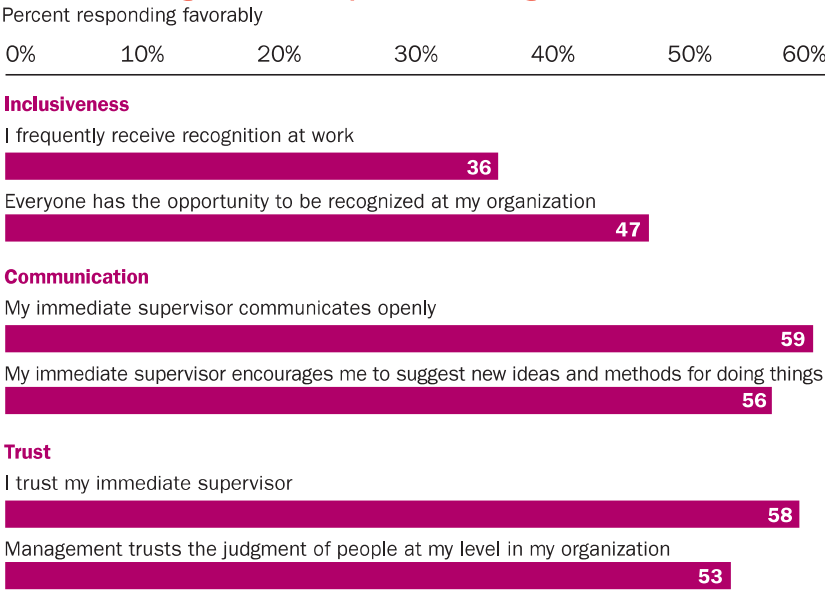 Percent responding favorably
0% 10% 20% 30% 40% 50% 60%
Inclusiveness
I frequently receive recognition at work
36
Everyone has the opportunity to be recognized at my organization
47
Communication
My immediate supervisor communicates openly
59
My immediate supervisor encourages me to suggest new ideas and methods for doing things
56
Trust
I trust my immediate supervisor
58
Management trusts the judgment of people at my level in my organization
53